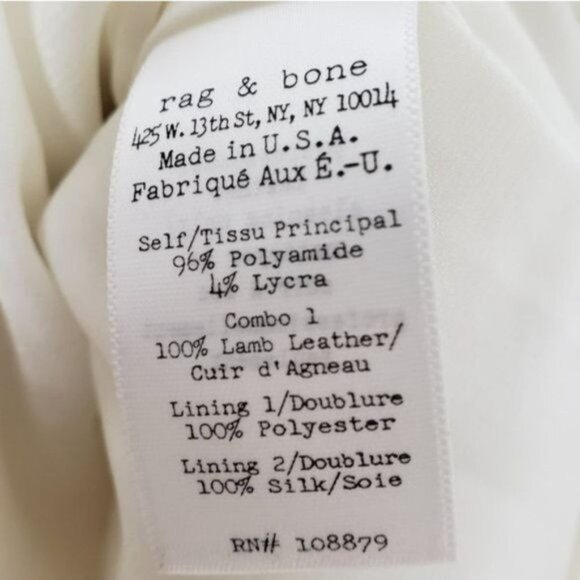 rag & bone
425 W. 13th St, NY, NY 10014
Made in U.S.A.
Fabriqué Aux É.-U.
Self/Tissu Principal
96% Polyamide
4% Lycra
Combo 1
100% Lamb Leather/
Cuir d'Agneau
Lining 1/Doublure
100% Polyester
Lining 2/Doublure
100% Silk/Soie
RN# 108879